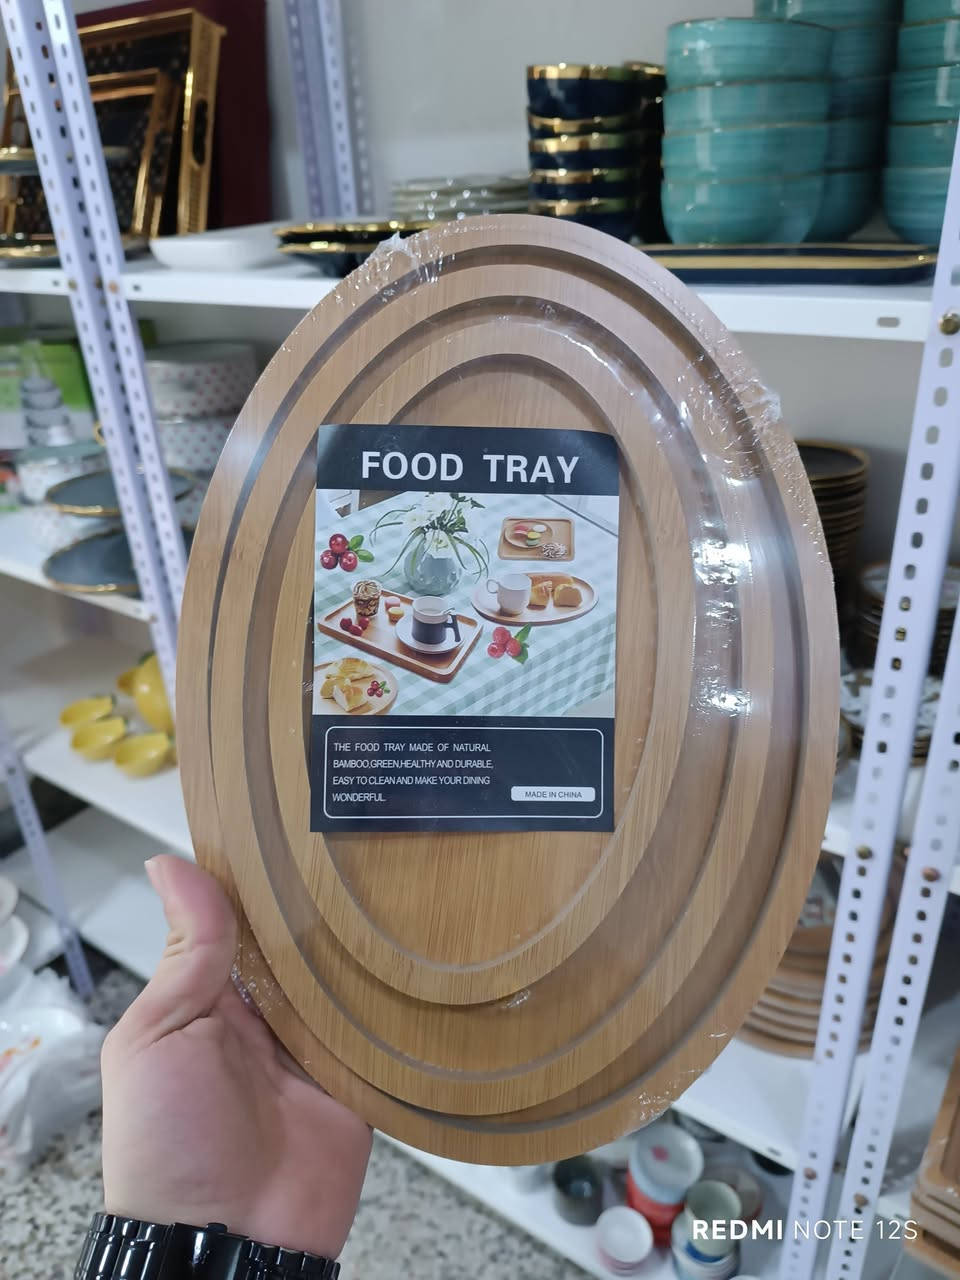 FOOD TRAY
THE FOOD TRAY MADE OF NATURAL
BAMBOO,GREEN,HEALTHY AND DURABLE,
EASY TO CLEAN AND MAKE YOUR DINING
WONDERFUL.
MADE IN CHINA
REDMI NOTE 12S